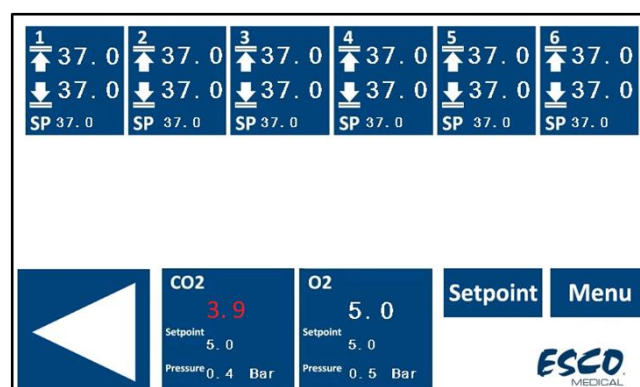 1 2 3 4 5 6
37.0 37.0 37.0 37.0 37.0 37.0
37.0 37.0 37.0 37.0 37.0 37.0
SP 37.0 SP 37.0 SP 37.0 SP 37.0 SP 37.0 SP 37.0
CO2 O2
Setpoint Menu
3.9 5.0
Setpoint Setpoint
5.0 5.0
Pressure 0.4 Bar Pressure 0.5 Bar
ESCO
MEDICAL